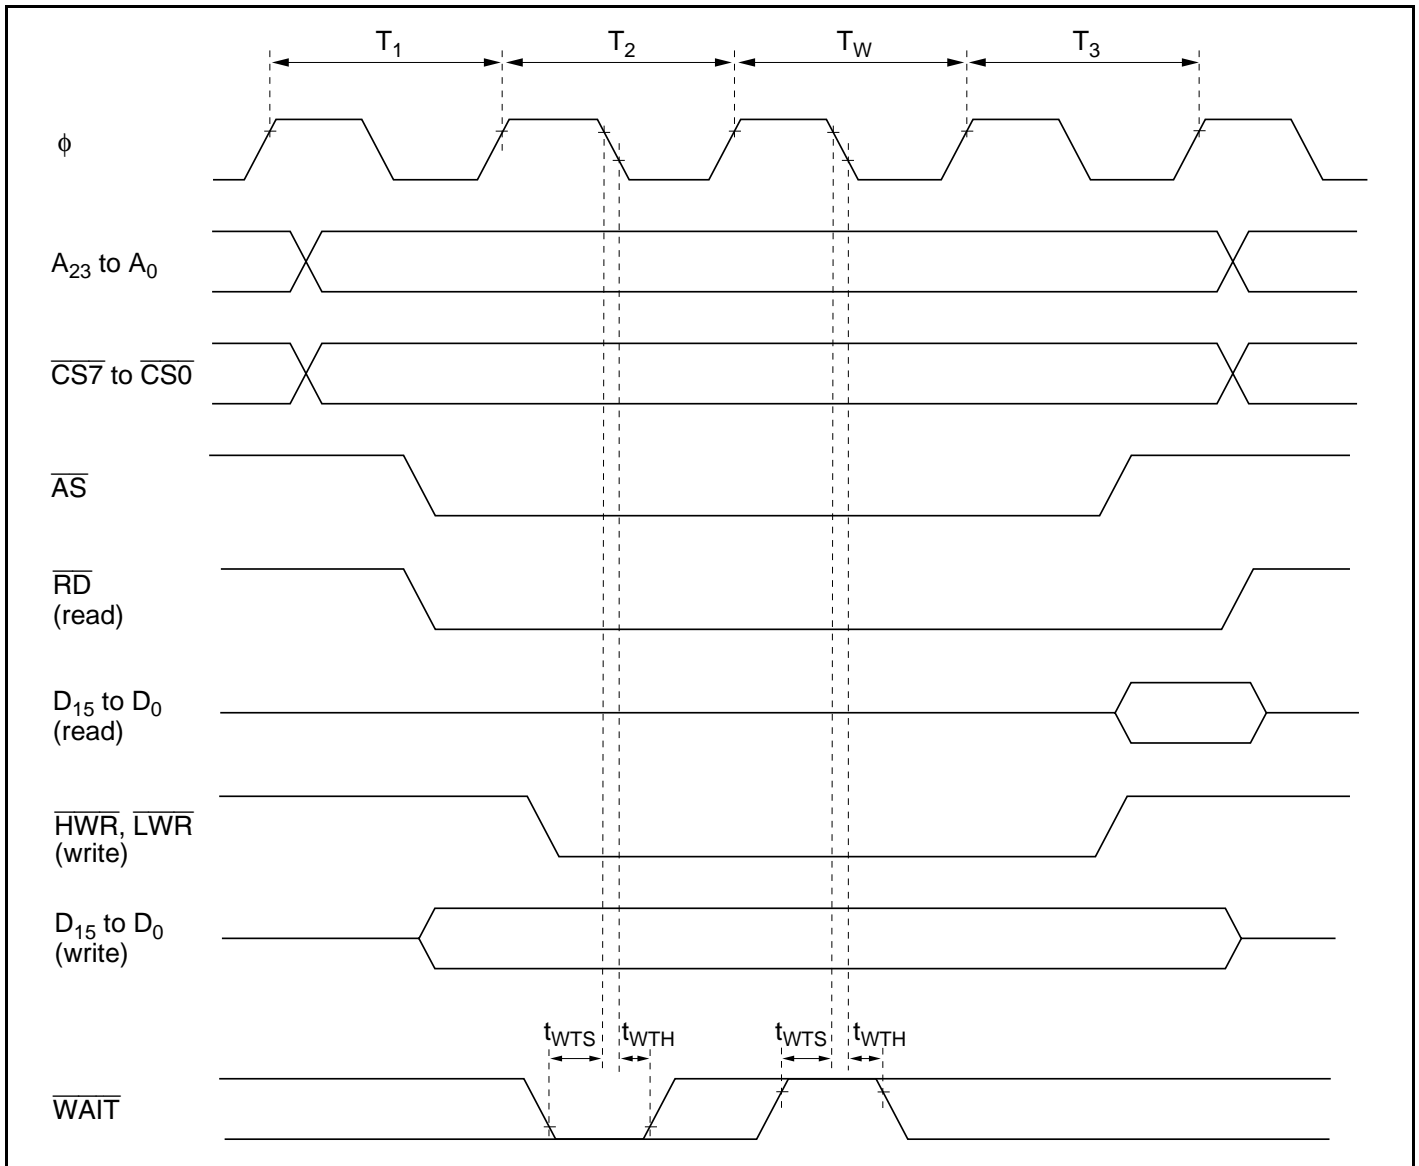 T1 T2 TW T3
ϕ
A23 to A0
CS7 to CS0
AS
RD
(read)
D15 to D0
(read)
HWR, LWR
(write)
D15 to D0
(write)
tWTS tWTH tWTS tWTH
WAIT